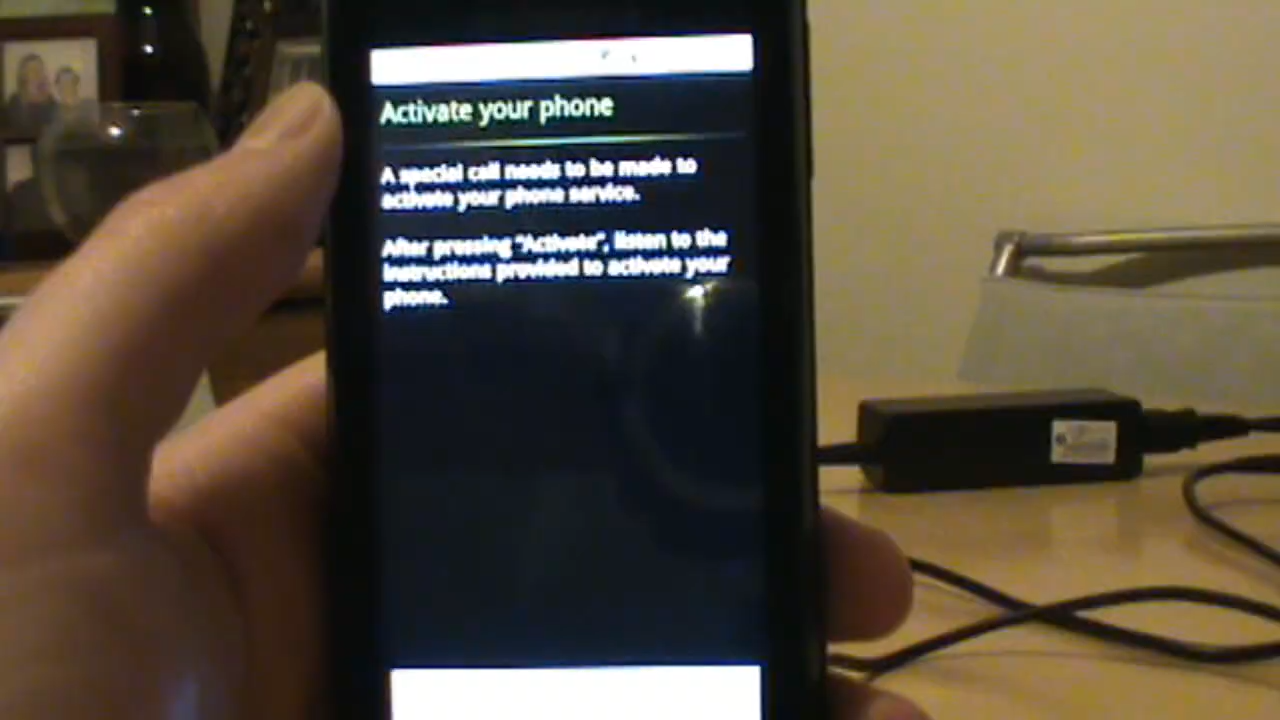 Activate your phone
A special call needs to be made to
activate your phone service.
After pressing "Activate", listen to the
instructions provided to activate your
phone.